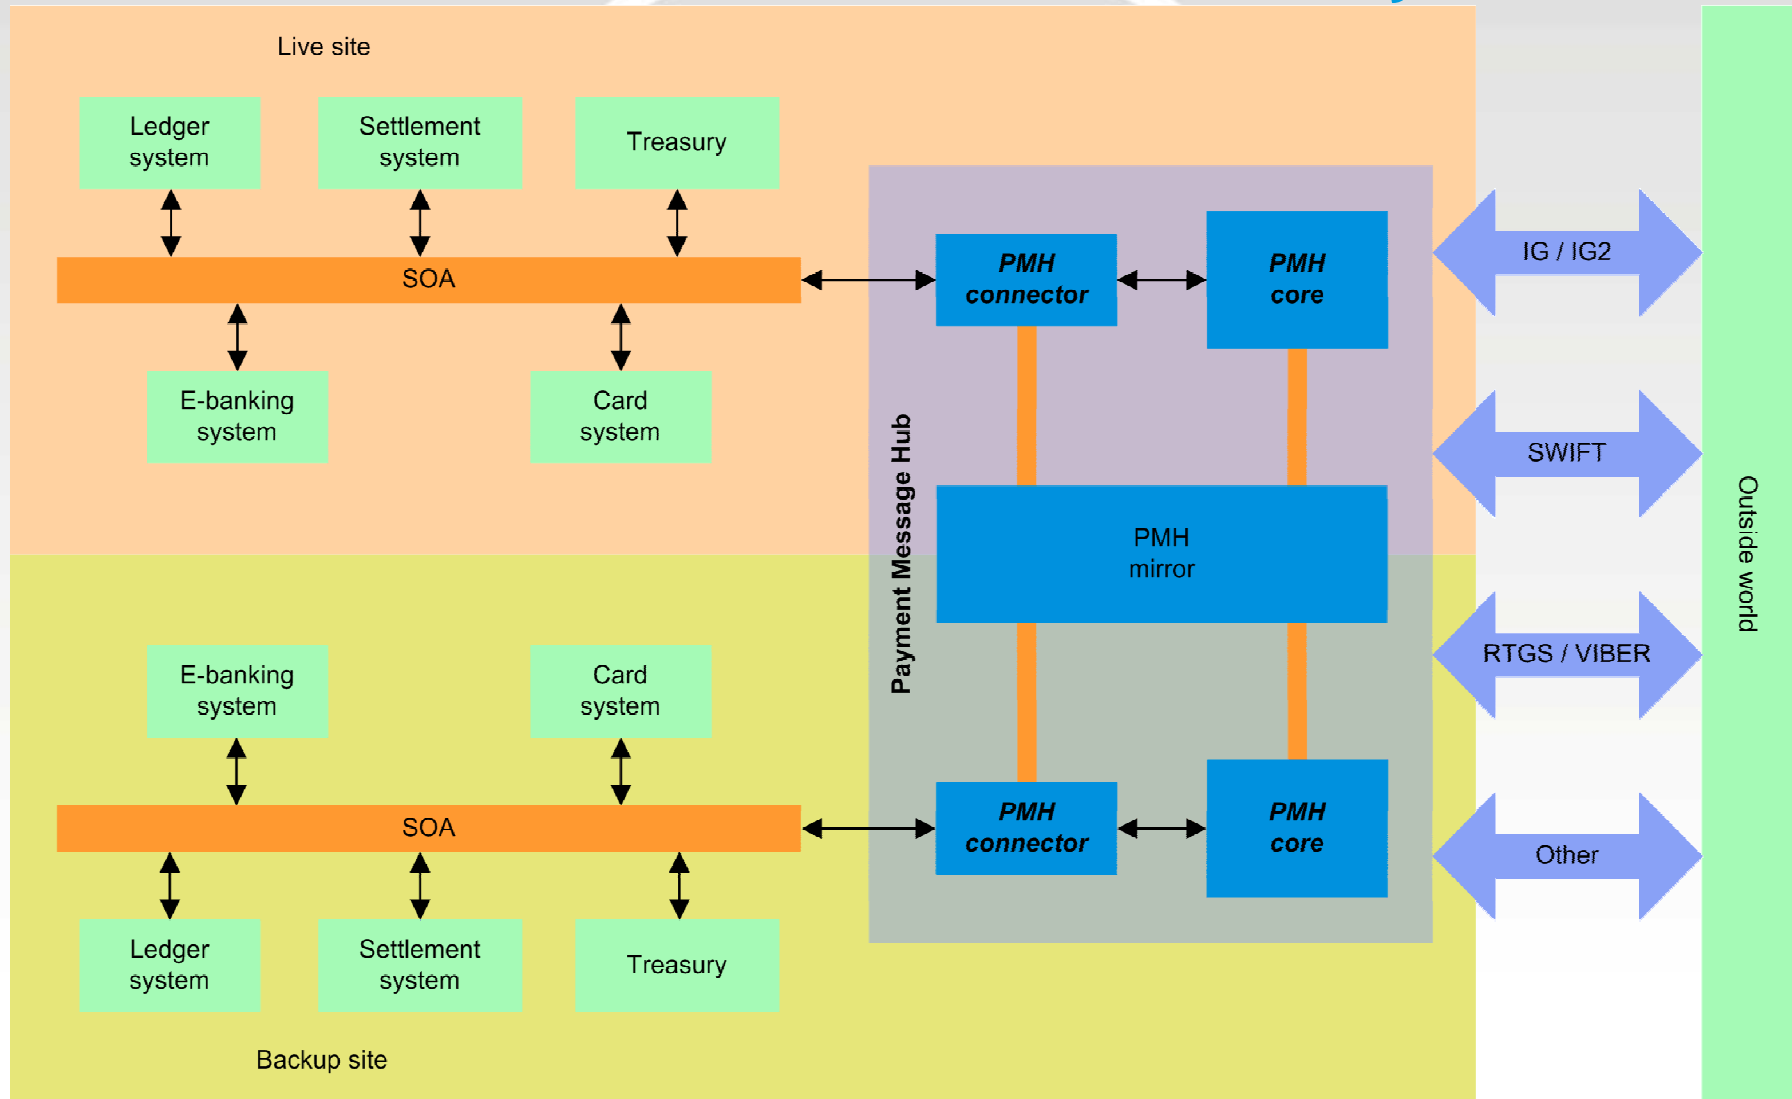 Live site
Ledger
system
Settlement
system
Treasury
SOA
E-banking
system
Card
system
PMH
connector
PMH
core
Payment Message Hub
PMH
mirror
E-banking
system
Card
system
SOA
Ledger
system
Settlement
system
Treasury
PMH
connector
PMH
core
Backup site
IG / IG2
SWIFT
RTGS / VIBER
Other
Outside world